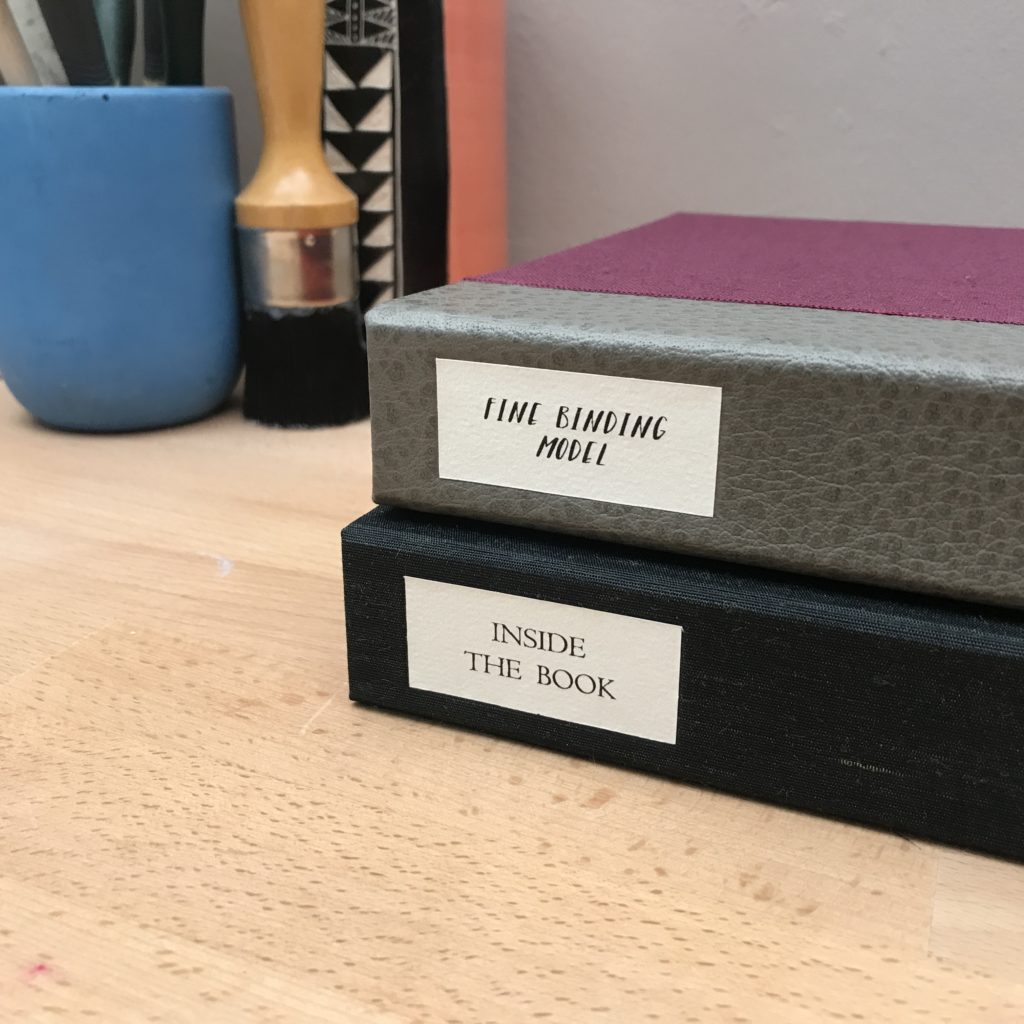 FINE BINDING
MODEL
INSIDE
THE BOOK